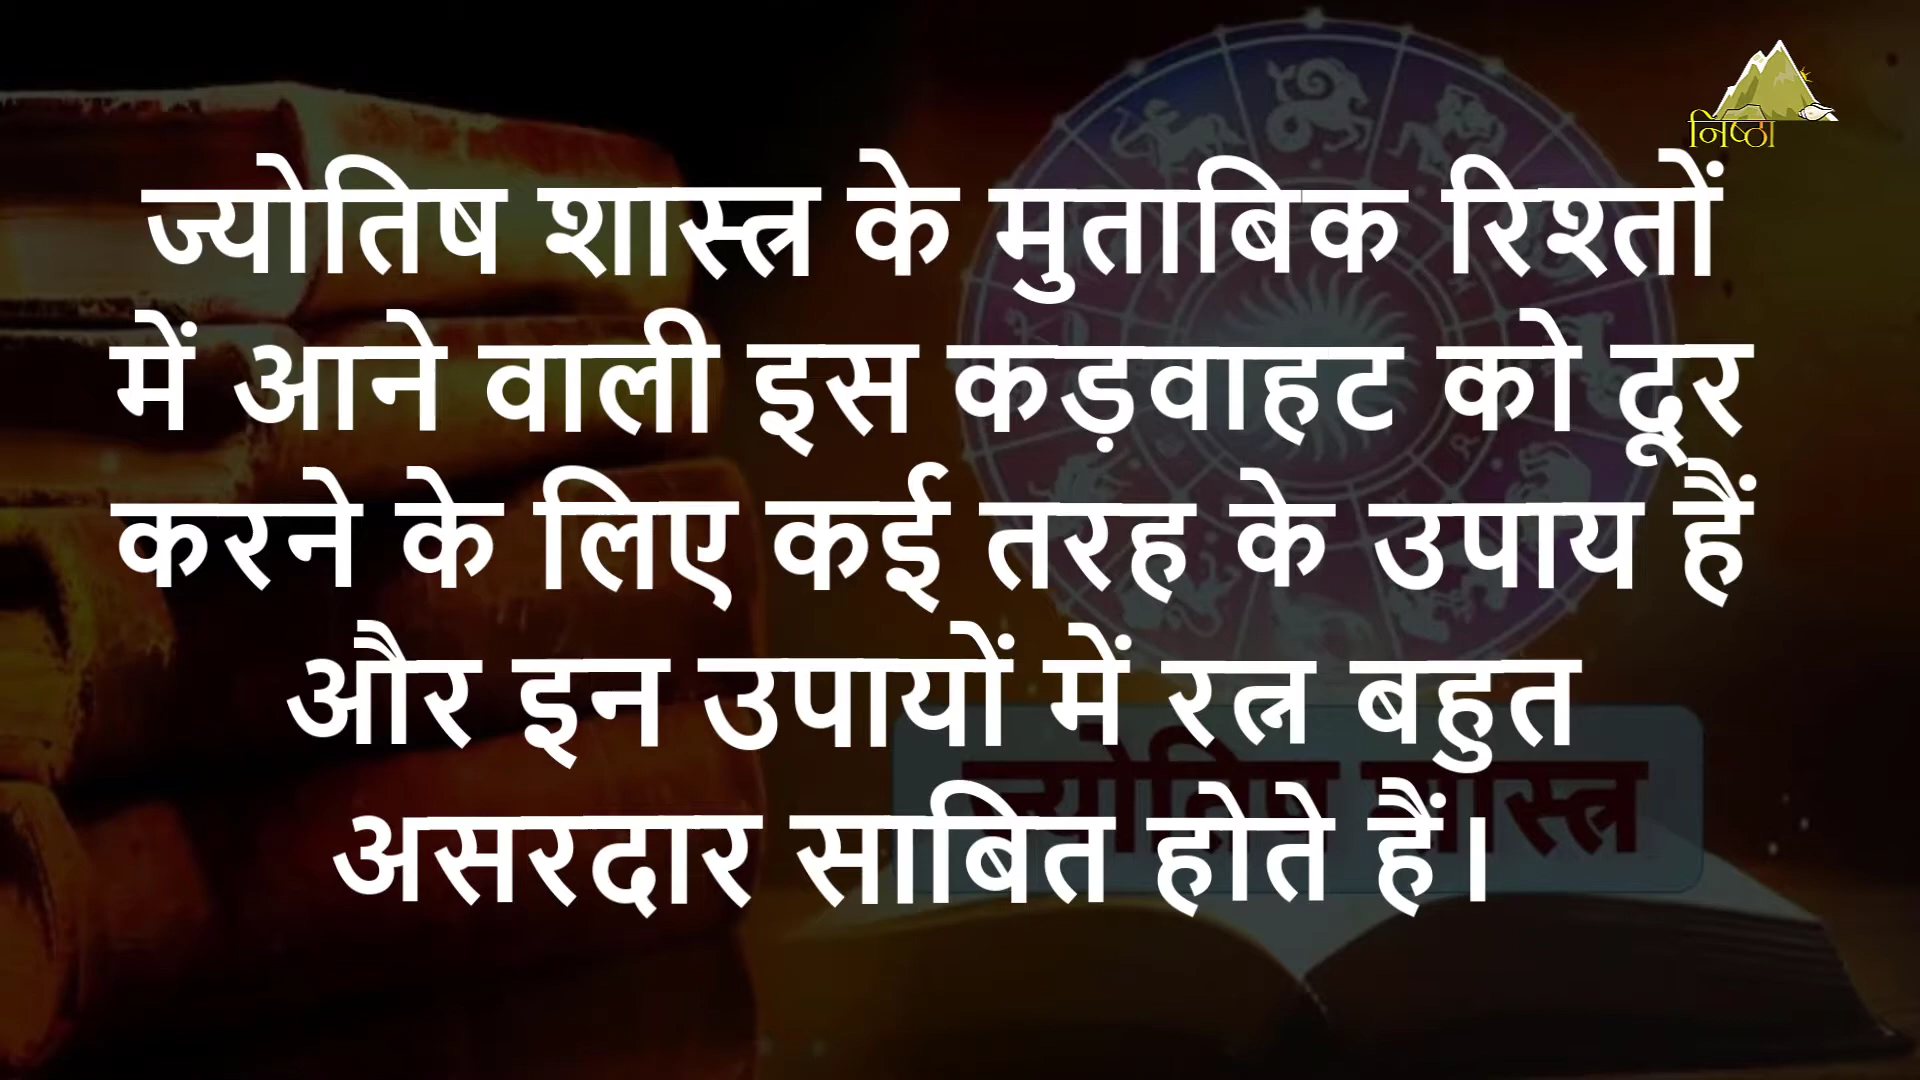 निष्ठा
ज्योतिष शास्त्र के मुताबिक रिश्तों
में आने वाली इस कड़वाहट को दूर
करने के लिए कई तरह के उपाय हैं
और इन उपायों में रत्न बहुत
असरदार साबित होते हैं।
ज्योतिष शास्त्र